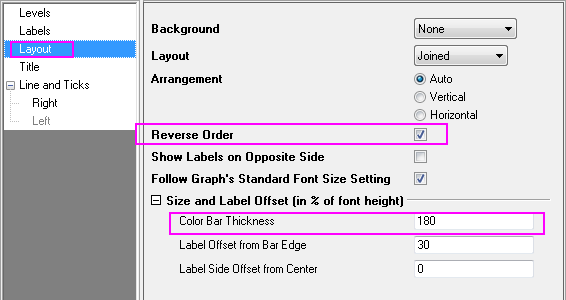 Levels
Labels
Layout
Title
Line and Ticks
Right
Left
Background None
Layout Joined
Arrangement Auto
Vertical
Horizontal
Reverse Order
Show Labels on Opposite Side
Follow Graph's Standard Font Size Setting
Size and Label Offset (in % of font height)
Color Bar Thickness 180
Label Offset from Bar Edge 30
Label Side Offset from Center 0